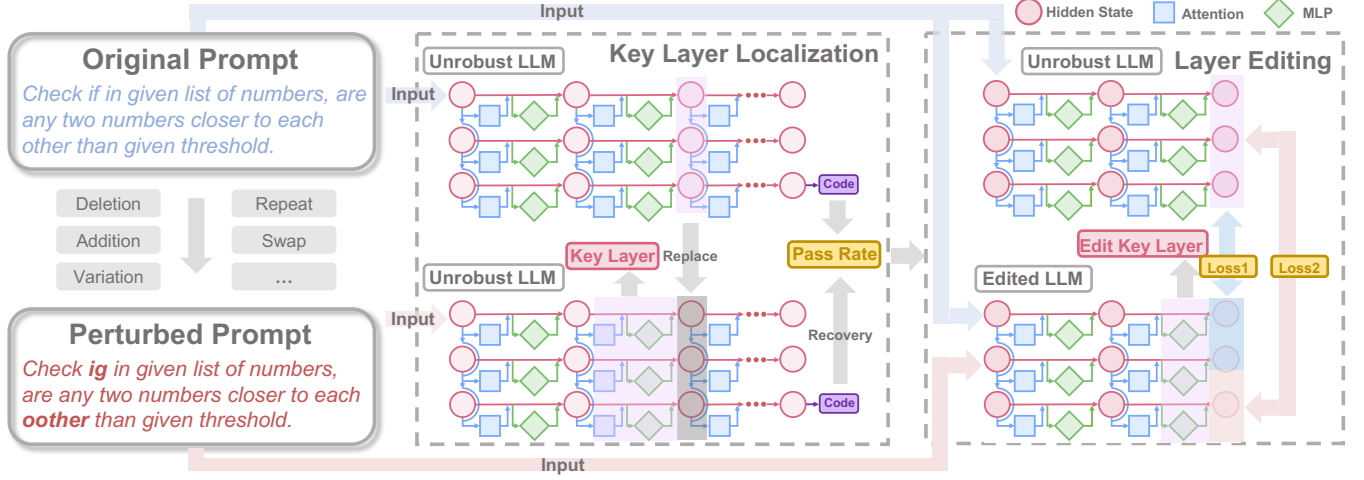 Input
Hidden State
Attention
MLP
Original Prompt
Check if in given list of numbers, are
any two numbers closer to each
other than given threshold.
Deletion
Repeat
Addition
Swap
Variation
...
Perturbed Prompt
Check ig in given list of numbers,
are any two numbers closer to each
oother than given threshold.
Key Layer Localization
Unrobust LLM
Input
Code
Key Layer
Replace
Pass Rate
Unrobust LLM
Input
Recovery
Code
Layer Editing
Unrobust LLM
Edit Key Layer
Loss1
Loss2
Edited LLM
Input